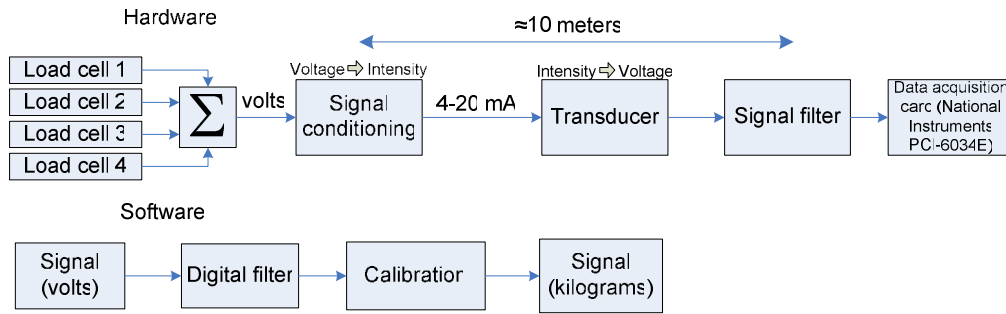 Hardware
≈10 meters
Load cell 1
Load cell 2
Load cell 3
Load cell 4
Σ
volts
Voltage ⇨ Intensity
Signal
conditioning
4-20 mA
Intensity ⇨ Voltage
Transducer
Signal filter
Data acquisition
card (National
Instruments
PCI-6034E)
Software
Signal
(volts)
Digital filter
Calibration
Signal
(kilograms)